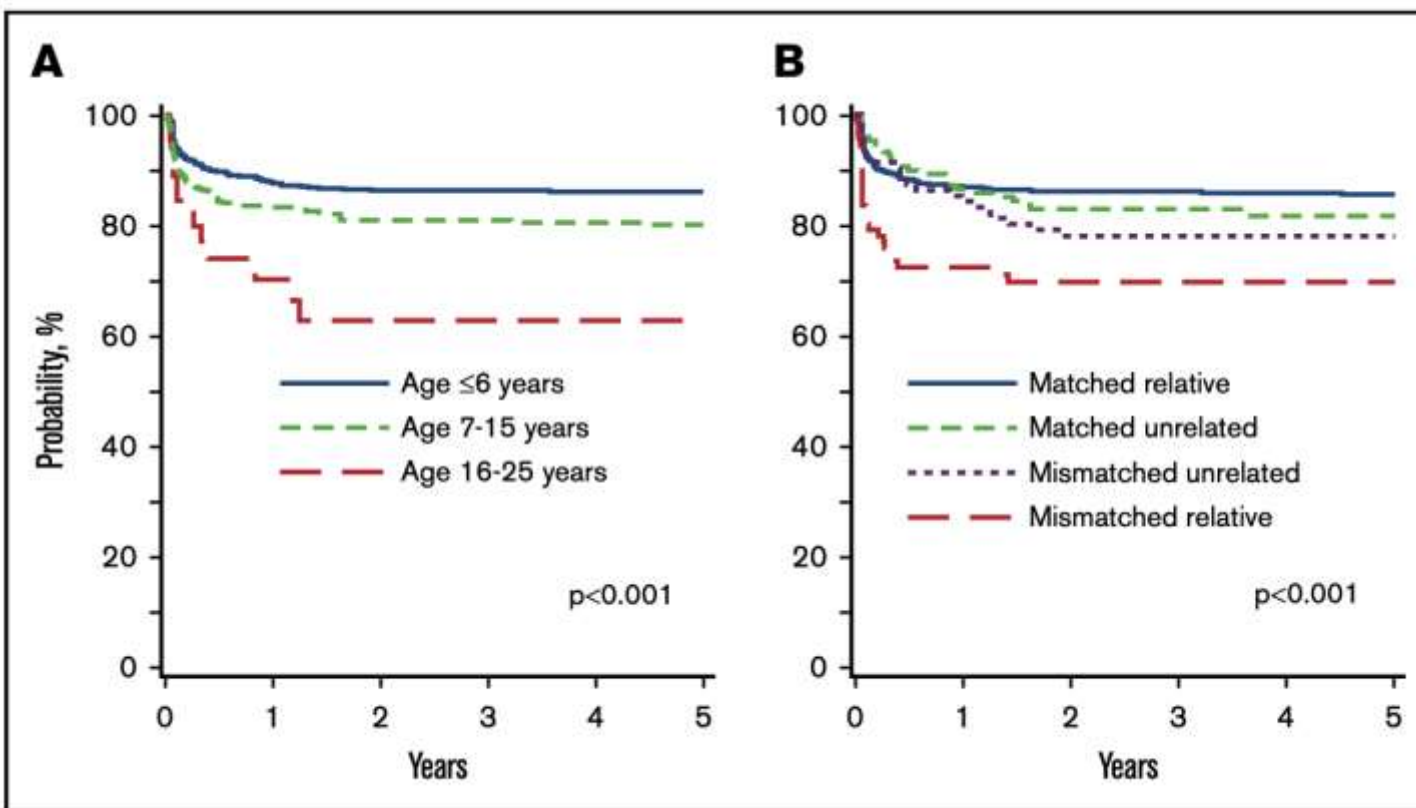 A
Probability, %
100
80
60
40
20
0
Age ≤6 years
Age 7-15 years
Age 16-25 years
p<0.001
0 1 2 3 4 5
Years
B
100
80
60
40
20
0
Matched relative
Matched unrelated
Mismatched unrelated
Mismatched relative
p<0.001
0 1 2 3 4 5
Years